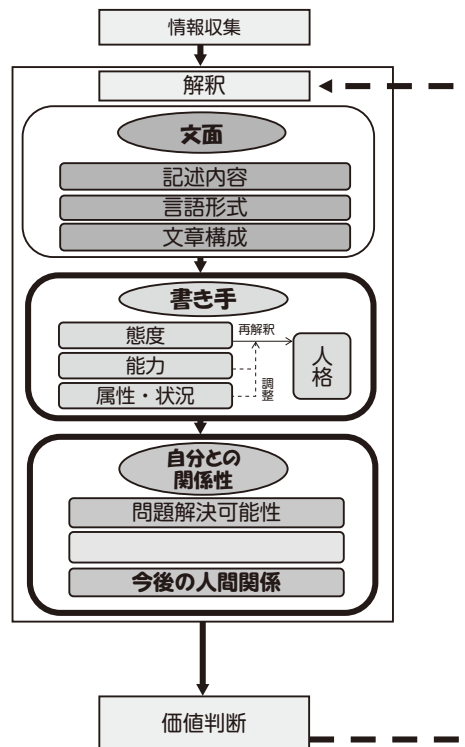 情報収集
解釈
文面
記述内容
言語形式
文章構成
書き手
態度
再解釈
人格
能力
調整
属性・状況
自分との
関係性
問題解決可能性
今後の人間関係
価値判断